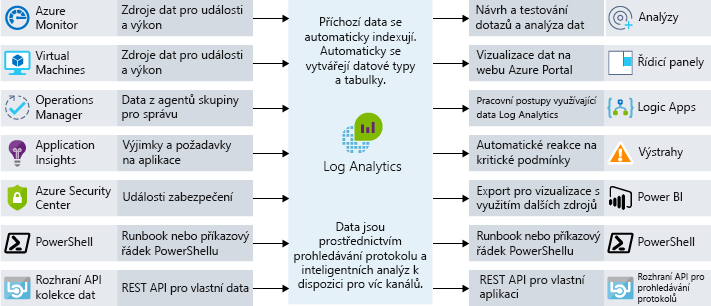 Azure
Monitor
Zdroje dat pro události
a výkon
Virtual
Machines
Zdroje dat pro události
a výkon
Operations
Manager
Data z agentů skupiny
pro správu
Application
Insights
Výjimky a požadavky
na aplikace
Azure Security
Center
Události zabezpečení
PowerShell
Runbook nebo příkazový
řádek PowerShellu
Rozhraní API
kolekce dat
REST API pro vlastní data
Příchozí data se
automaticky indexují.
Automaticky se
vytvářejí datové typy
a tabulky.
Log Analytics
Data jsou
prostřednictvím
prohledávání protokolu a
inteligentních analýz k
dispozici pro víc kanálů.
Návrh a testování
dotazů a analýza dat
Analýzy
Vizualizace dat na
webu Azure Portal
Řídicí panely
Pracovní postupy využívající
data Log Analytics
Logic Apps
Automatické reakce na
kritické podmínky
Výstrahy
Export pro vizualizace s
využitím dalších zdrojů
Power BI
Runbook nebo příkazový
řádek PowerShellu
PowerShell
REST API pro vlastní
aplikaci
Rozhraní API pro
prohledávání
protokolů